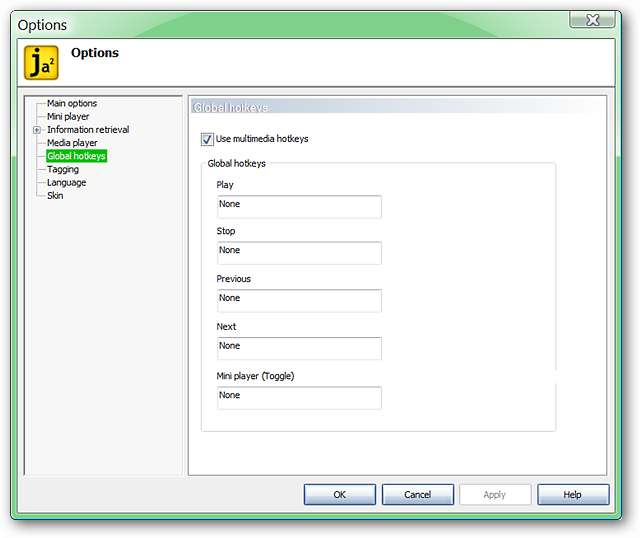 Options
ja²
Options
Main options
Mini player
Information retrieval
Media player
Global hotkeys
Tagging
Language
Skin
Global hotkeys
Use multimedia hotkeys
Global hotkeys
Play
None
Stop
None
Previous
None
Next
None
Mini player (Toggle)
None
OK
Cancel
Apply
Help